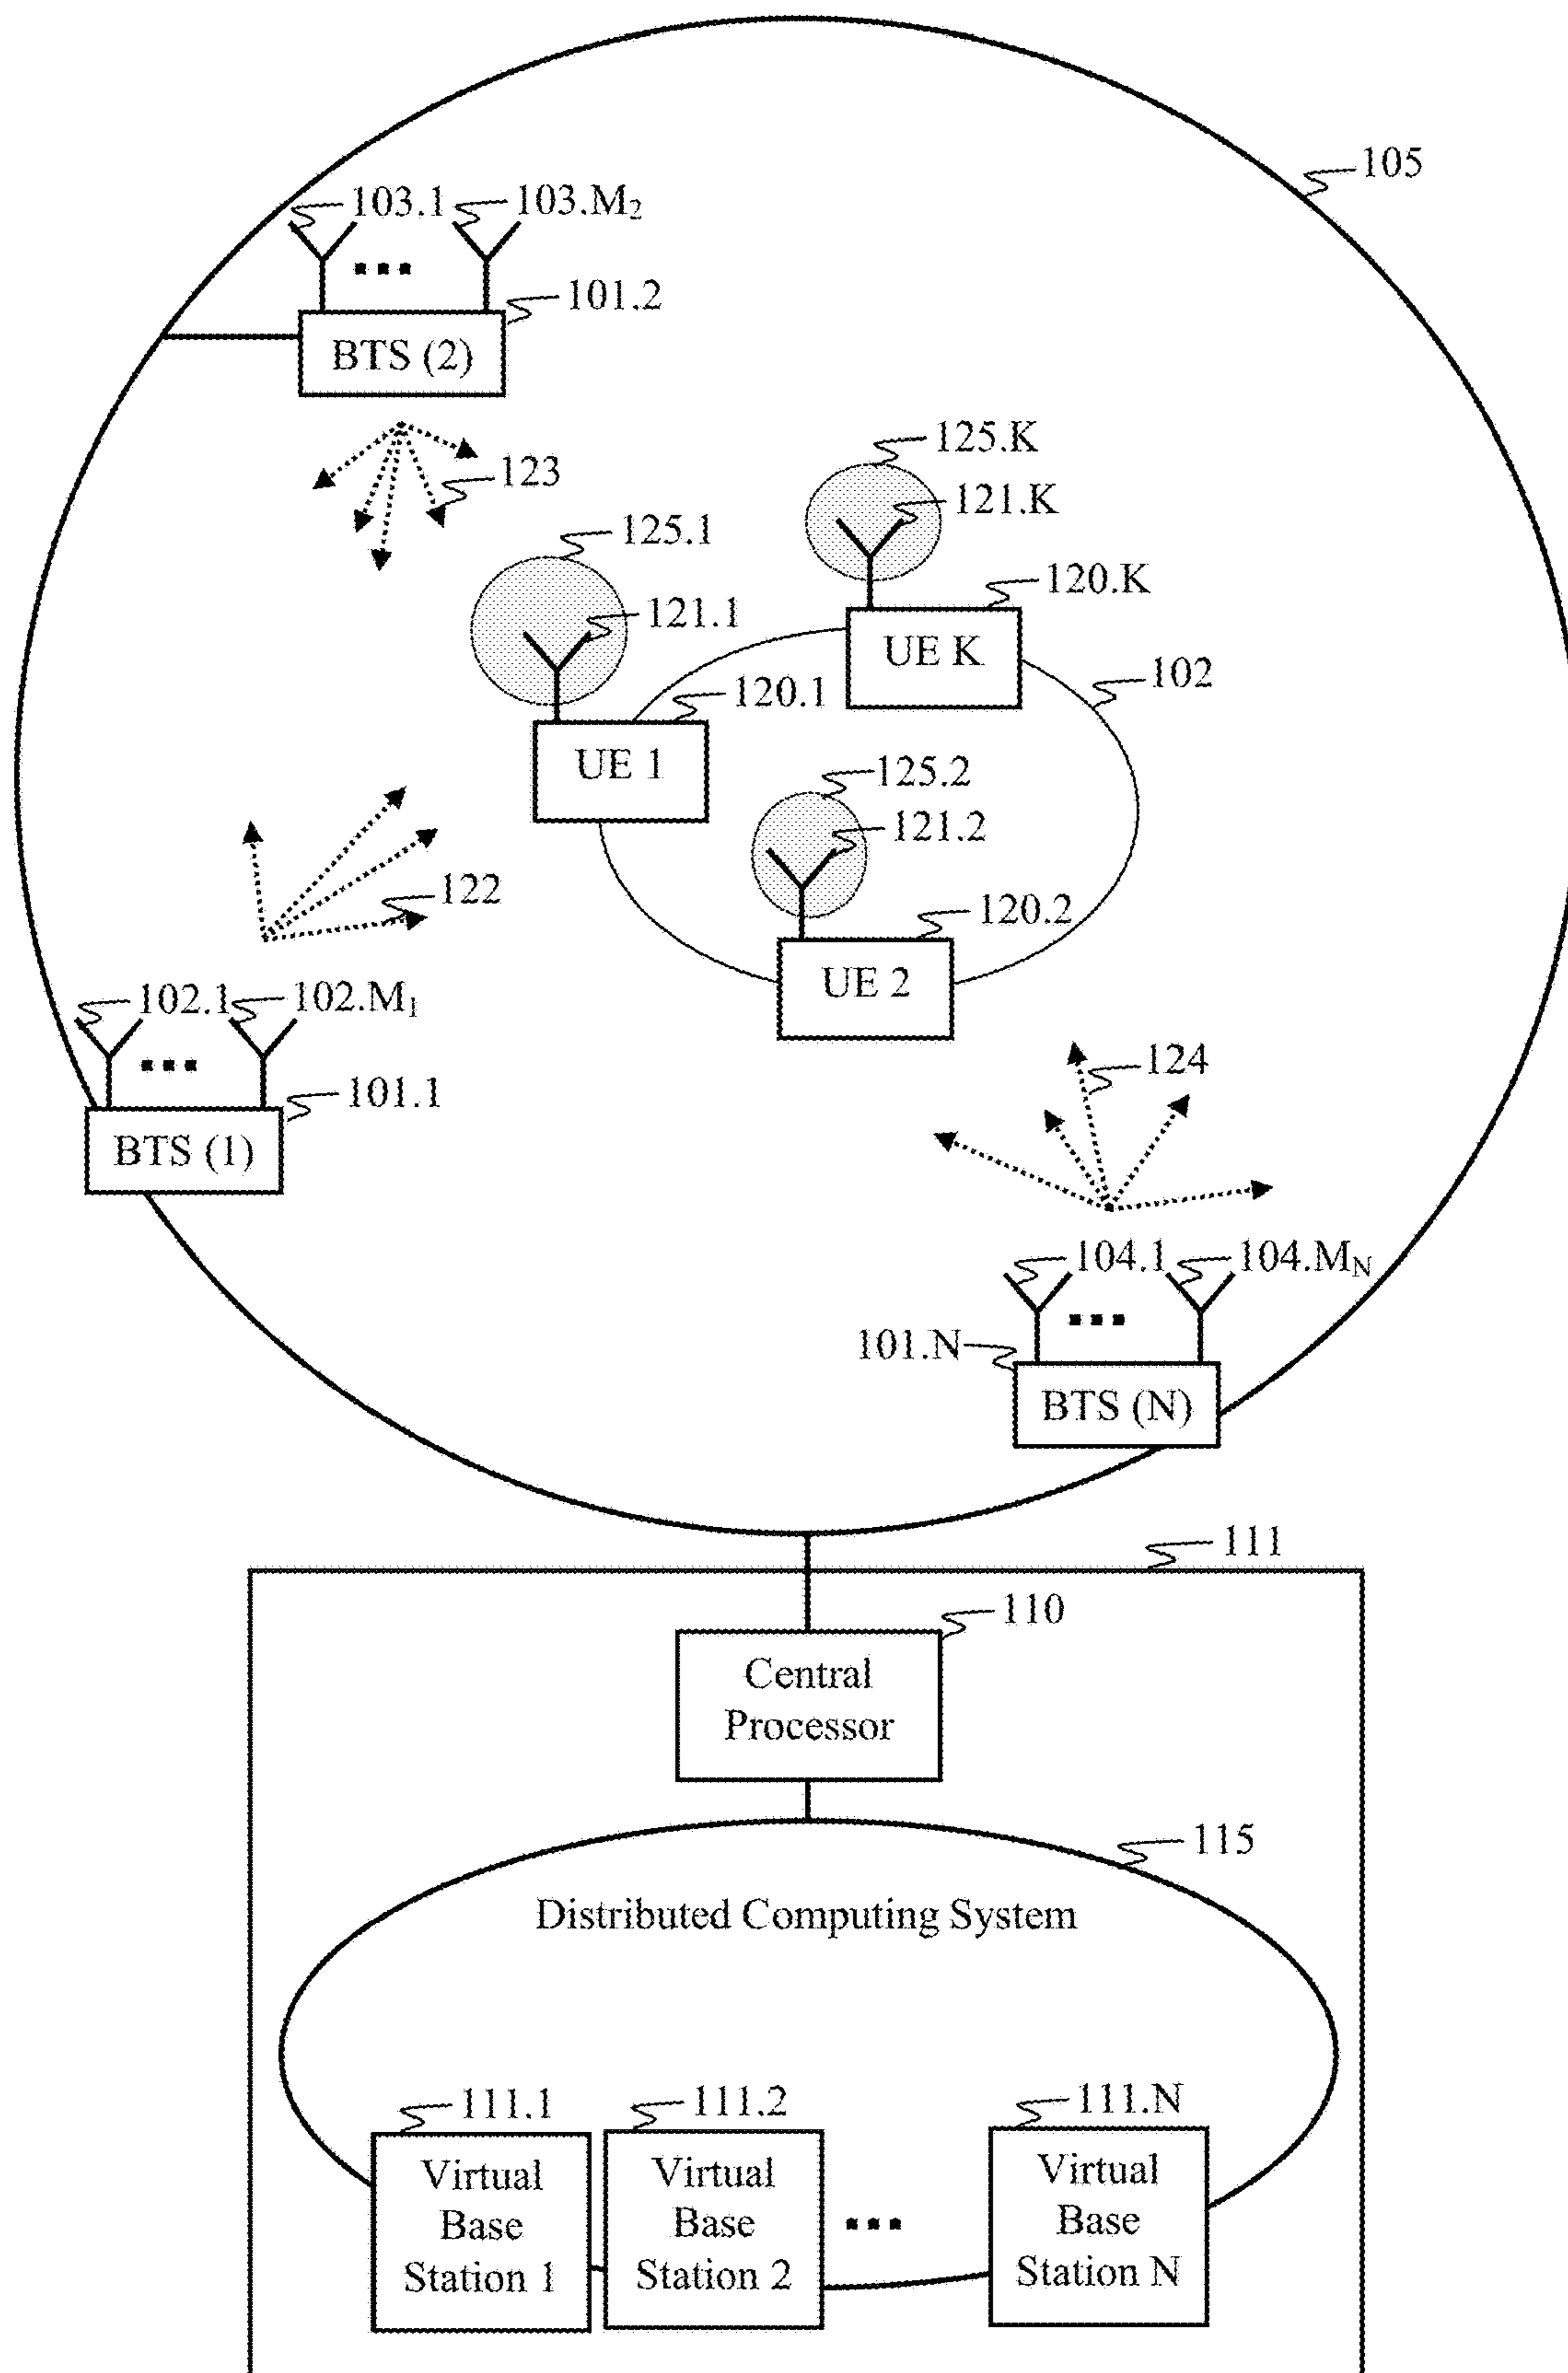 105
103.1
103.M₂
101.2
BTS (2)
123
125.K
121.K
125.1
121.1
120.K
UE K
102
120.1
UE 1
125.2
121.2
122
120.2
UE 2
102.1
102.M₁
124
101.1
BTS (1)
104.1
104.M_N
101.N
BTS (N)
111
110
Central
Processor
115
Distributed Computing System
111.1
111.2
111.N
Virtual
Base
Station 1
Virtual
Base
Station 2
Virtual
Base
Station N